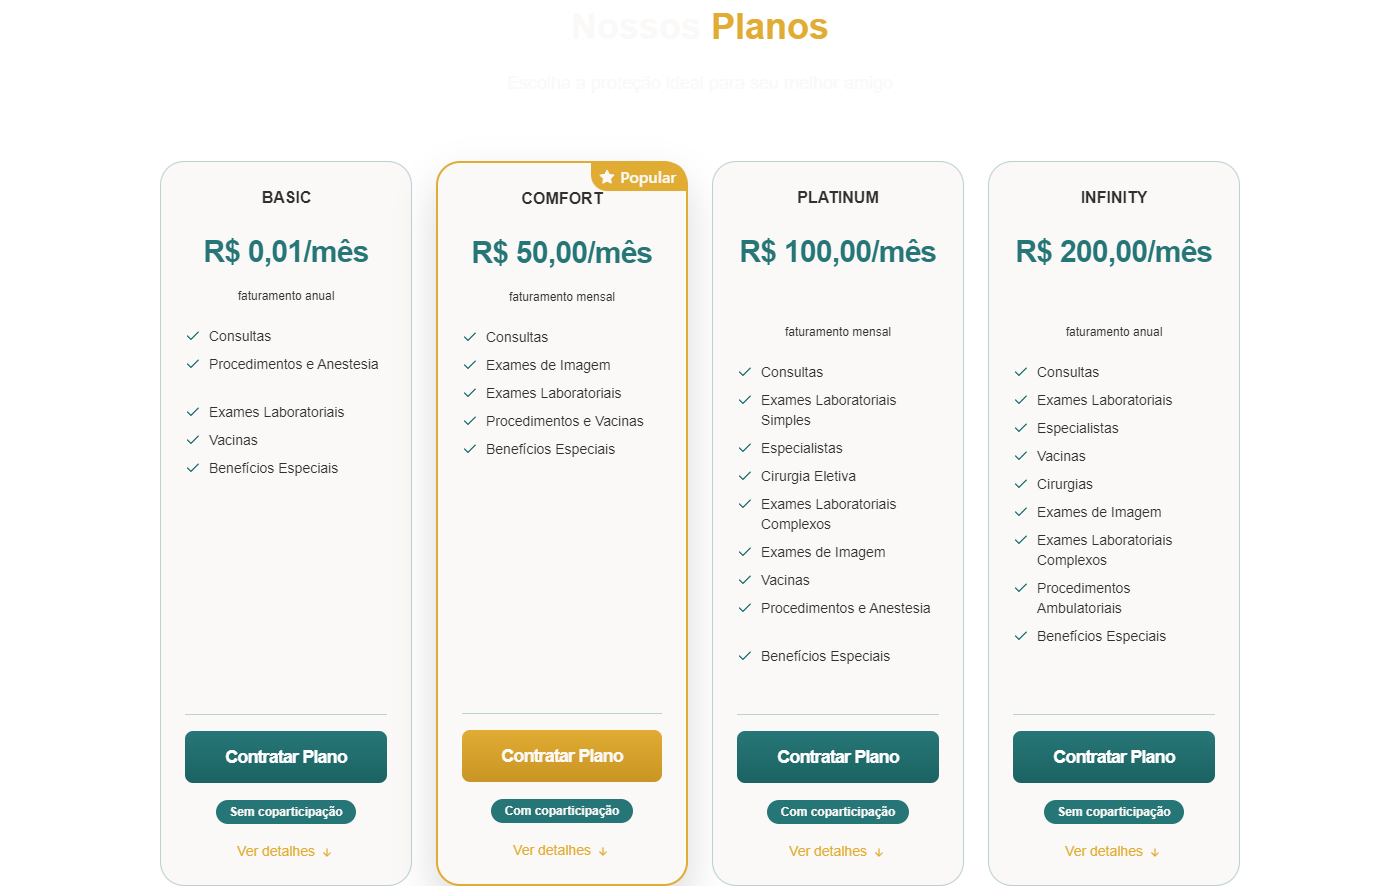 Nossos Planos
Escolha a proteção ideal para seu melhor amigo
BASIC
R$ 0,01/mês
faturamento anual
Consultas
Procedimentos e Anestesia
Exames Laboratoriais
Vacinas
Benefícios Especiais
Contratar Plano
Sem coparticipação
Ver detalhes ↓
Popular
COMFORT
R$ 50,00/mês
faturamento mensal
Consultas
Exames de Imagem
Exames Laboratoriais
Procedimentos e Vacinas
Benefícios Especiais
Contratar Plano
Com coparticipação
Ver detalhes ↓
PLATINUM
R$ 100,00/mês
faturamento mensal
Consultas
Exames Laboratoriais
Simples
Especialistas
Cirurgia Eletiva
Exames Laboratoriais
Complexos
Exames de Imagem
Vacinas
Procedimentos e Anestesia
Benefícios Especiais
Contratar Plano
Com coparticipação
Ver detalhes ↓
INFINITY
R$ 200,00/mês
faturamento anual
Consultas
Exames Laboratoriais
Especialistas
Vacinas
Cirurgias
Exames de Imagem
Exames Laboratoriais
Complexos
Procedimentos
Ambulatoriais
Benefícios Especiais
Contratar Plano
Sem coparticipação
Ver detalhes ↓